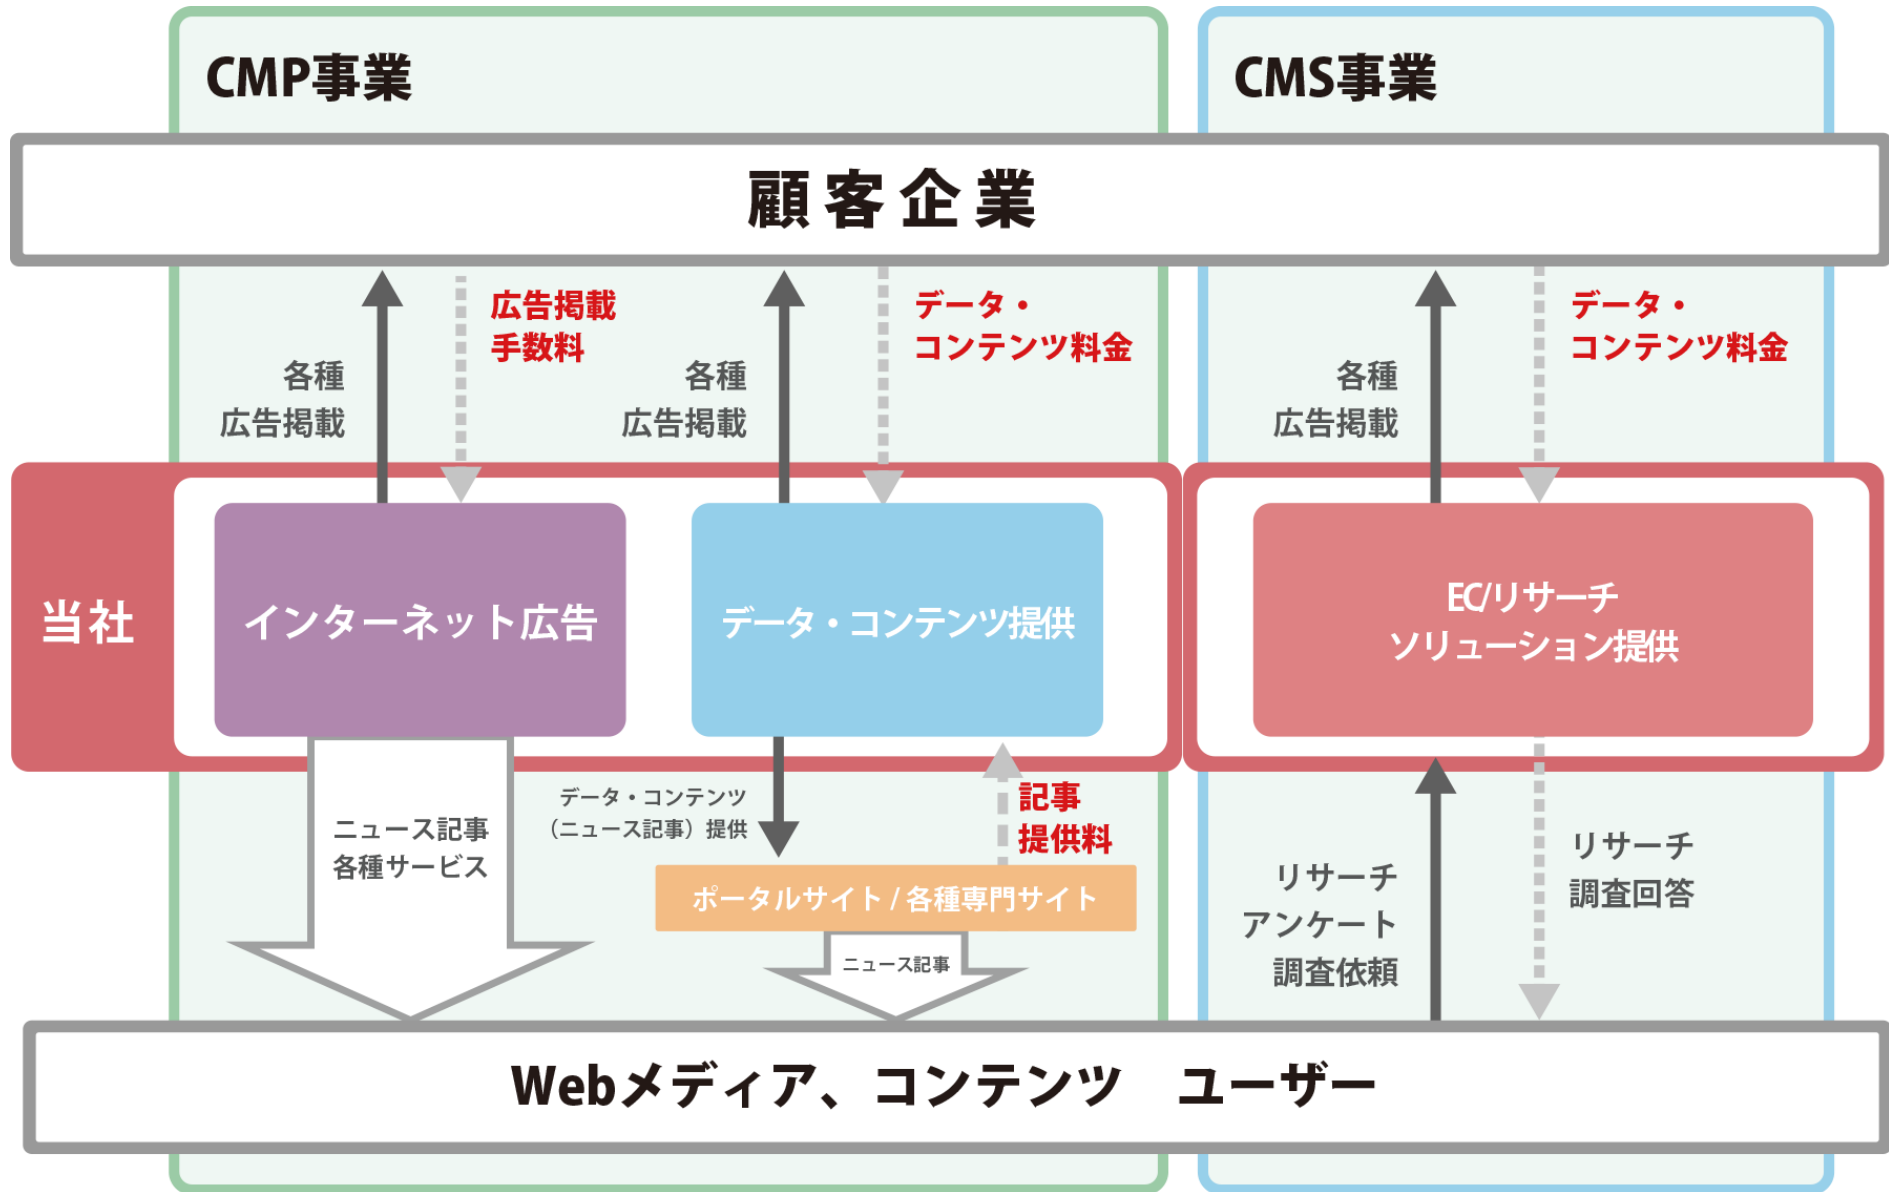 CMP事業
CMS事業
顧客企業
各種
広告掲載
広告掲載
手数料
各種
広告掲載
データ・
コンテンツ料金
各種
広告掲載
データ・
コンテンツ料金
当社
インターネット広告
データ・コンテンツ提供
EC/リサーチ
ソリューション提供
ニュース記事
各種サービス
データ・コンテンツ
（ニュース記事）提供
記事
提供料
ポータルサイト / 各種専門サイト
ニュース記事
リサーチ
アンケート
調査依頼
リサーチ
調査回答
Webメディア、コンテンツ　ユーザー